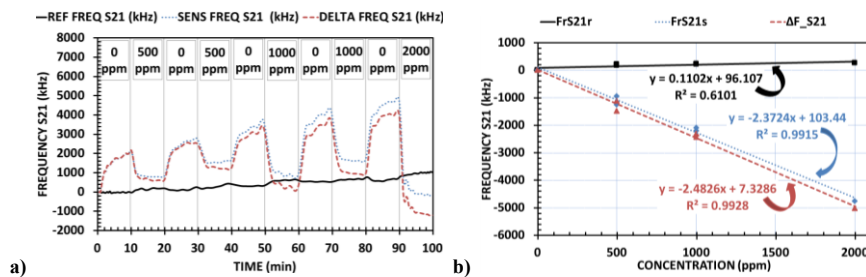 REF FREQ S21 (kHz) SENS FREQ S21 (kHz) DELTA FREQ S21 (kHz)
8000
7000
6000
5000
4000
3000
2000
1000
0
-1000
-2000
FREQUENCY S21 (kHz)
0 500 0 500 0 1000 0 1000 0 2000
ppm ppm ppm ppm ppm ppm ppm ppm ppm ppm
0 10 20 30 40 50 60 70 80 90 100
TIME (min)
a)
FrS21r FrS21s ΔF_S21
1000
0
-1000
-2000
-3000
-4000
-5000
-6000
FREQUENCY S21 (kHz)
y = 0.1102x + 96.107
R² = 0.6101
y = -2.3724x + 103.44
R² = 0.9915
y = -2.4826x + 7.3286
R² = 0.9928
0 500 1000 1500 2000
CONCENTRATION (ppm)
b)